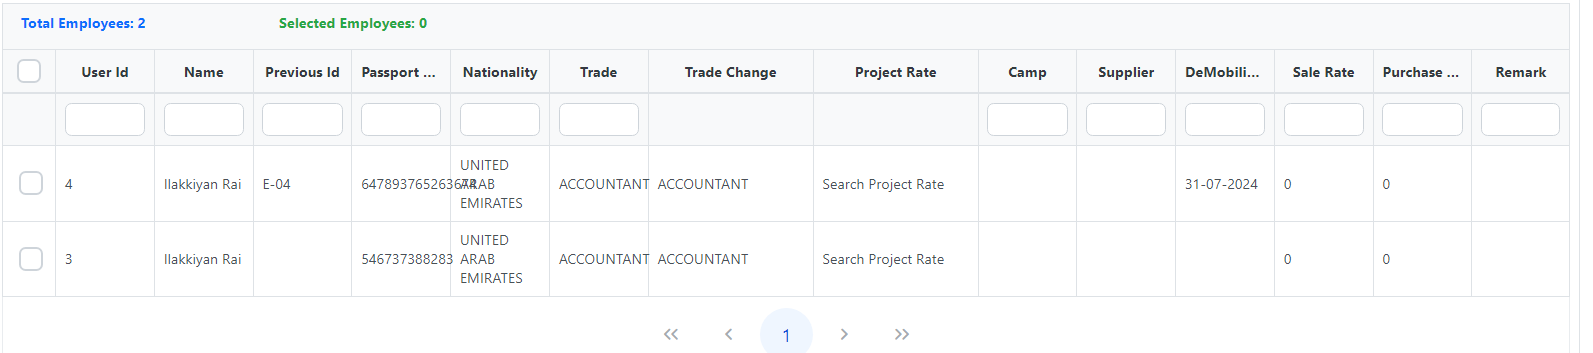 Total Employees: 2 Selected Employees: 0
User Id Name Previous Id Passport ... Nationality Trade Trade Change Project Rate Camp Supplier DeMobili... Sale Rate Purchase ... Remark
4 Ilakkiyan Rai E-04 647893765263674 UNITED ARAB EMIRATES ACCOUNTANT ACCOUNTANT Search Project Rate 31-07-2024 0 0
3 Ilakkiyan Rai 546737388283 UNITED ARAB EMIRATES ACCOUNTANT ACCOUNTANT Search Project Rate 0 0
1